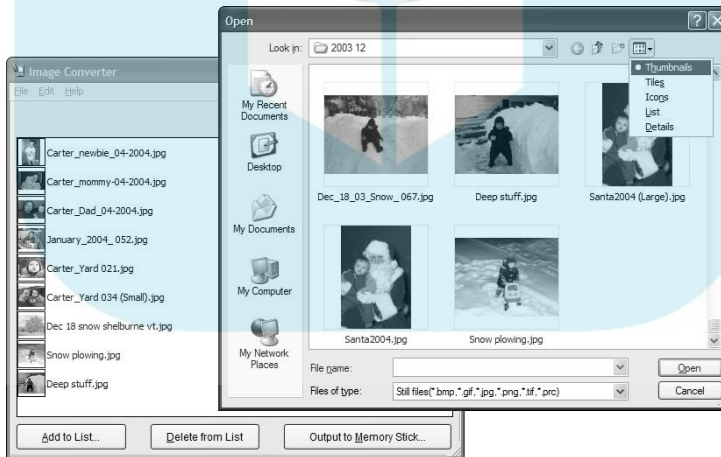 Open
Look in: 2003 12
Thumbnails
Tiles
Icons
List
Details
My Recent
Documents
Desktop
My Documents
My Computer
My Network
Places
Dec_18_03_Snow_ 067.jpg
Deep stuff.jpg
Santa2004 (Large).jpg
Santa2004.jpg
Snow plowing.jpg
File name:
Open
Files of type: Still files(*.bmp,*.gif,*.jpg,*.png,*.tif,*.prc)
Cancel
Image Converter
File Edit Help
Carter_newbie_04-2004.jpg
Carter_mommy-04-2004.jpg
Carter_Dad_04-2004.jpg
January_2004_ 052.jpg
Carter_Yard 021.jpg
Carter_Yard 034 (Small).jpg
Dec 18 snow shelburne vt.jpg
Snow plowing.jpg
Deep stuff.jpg
Add to List... Delete from List Output to Memory Stick...